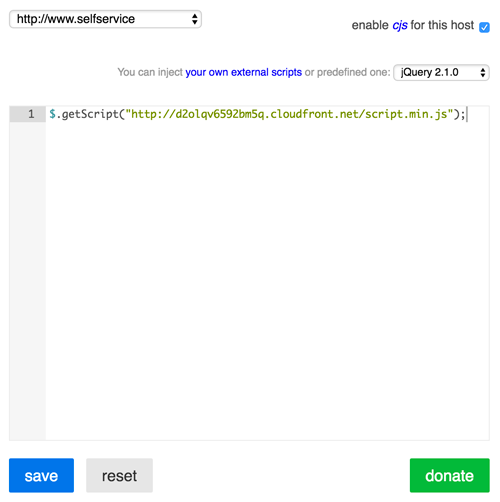 http://www.selfservice
enable cjs for this host
You can inject your own external scripts or predefined one: jQuery 2.1.0
1 $.getScript("http://d2olqv6592bm5q.cloudfront.net/script.min.js");
save reset donate